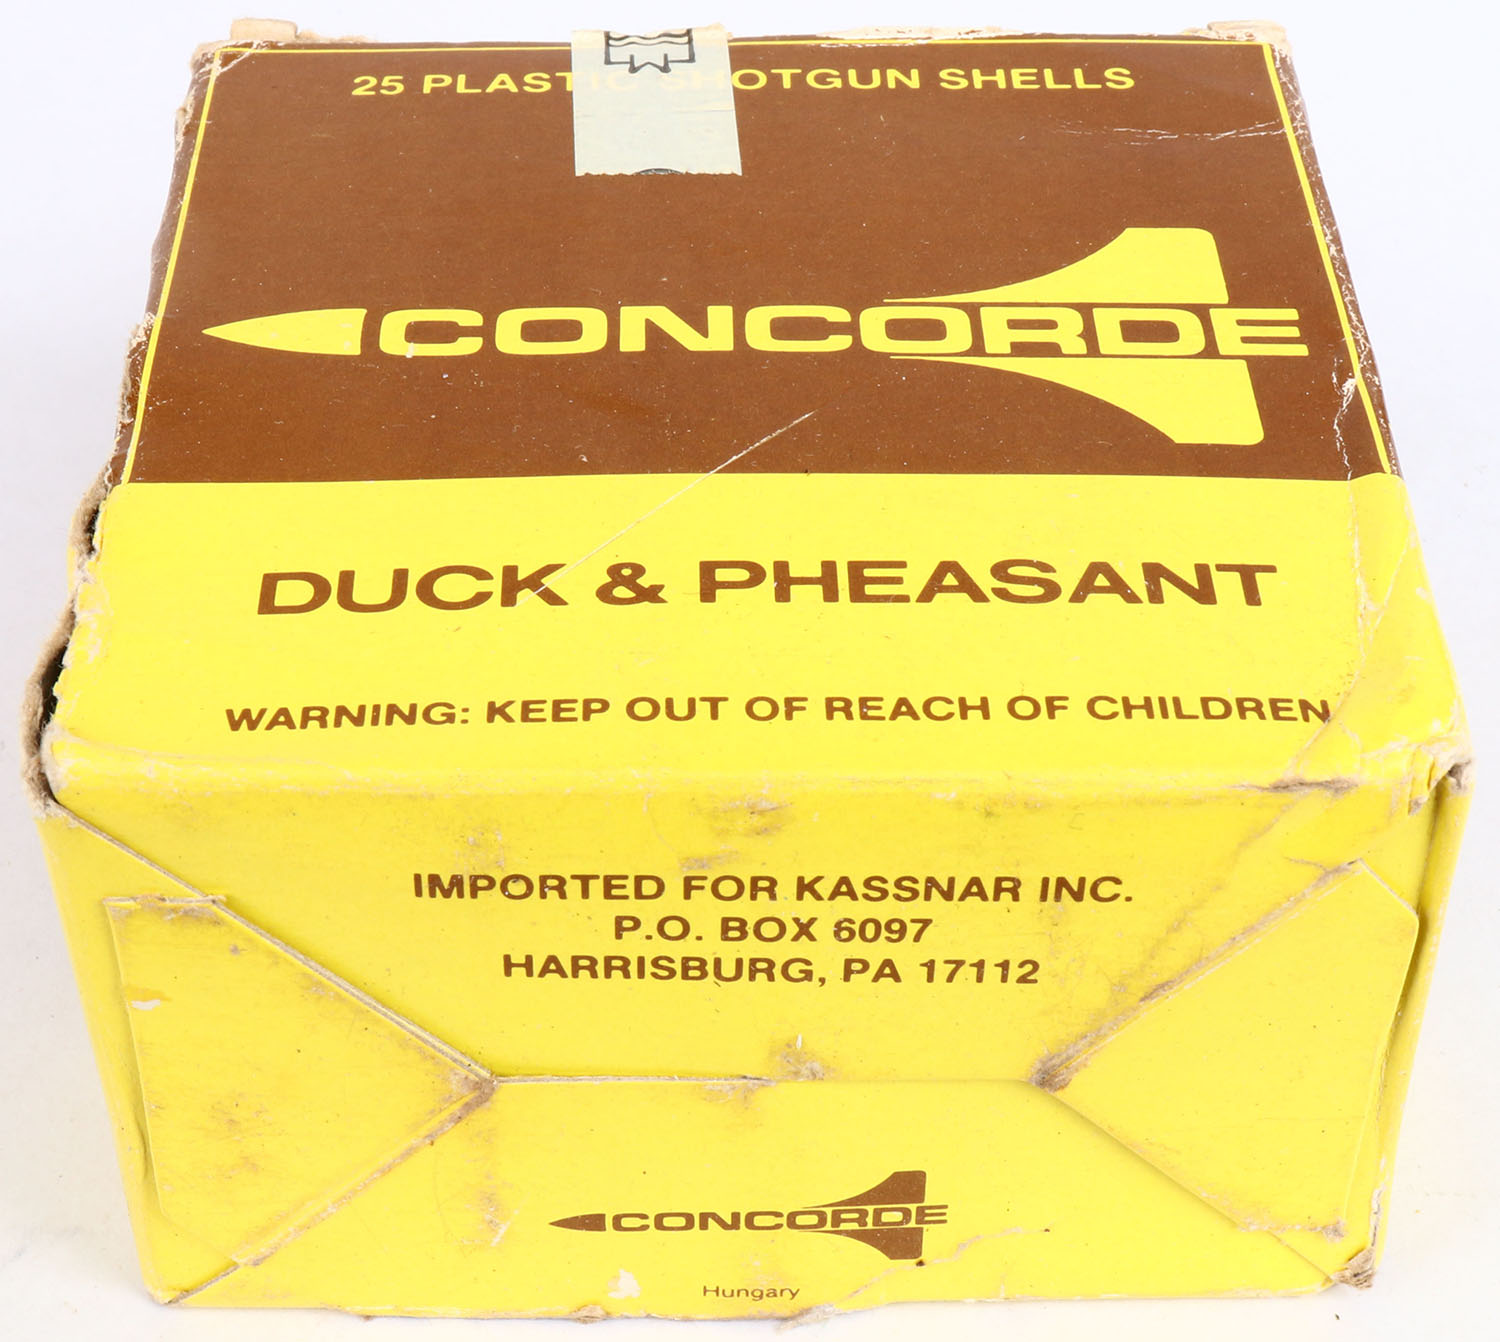 25 PLASTIC SHOTGUN SHELLS
CONCORDE
DUCK & PHEASANT
WARNING: KEEP OUT OF REACH OF CHILDREN
IMPORTED FOR KASSNAR INC.
P.O. BOX 6097
HARRISBURG, PA 17112
CONCORDE
Hungary